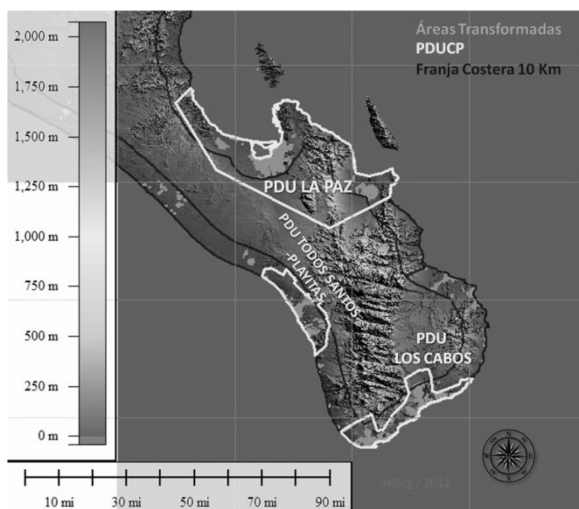 2,000 m
1,750 m
1,500 m
1,250 m
1,000 m
750 m
500 m
250 m
0 m
Áreas Transformadas
PDUCP
Franja Costera 10 Km
PDU LA PAZ
PDU TODOS SANTOS-
-PLAYITAS
PDU
LOS CABOS
10 mi
30 mi
50 mi
70 mi
90 mi
/ 2012